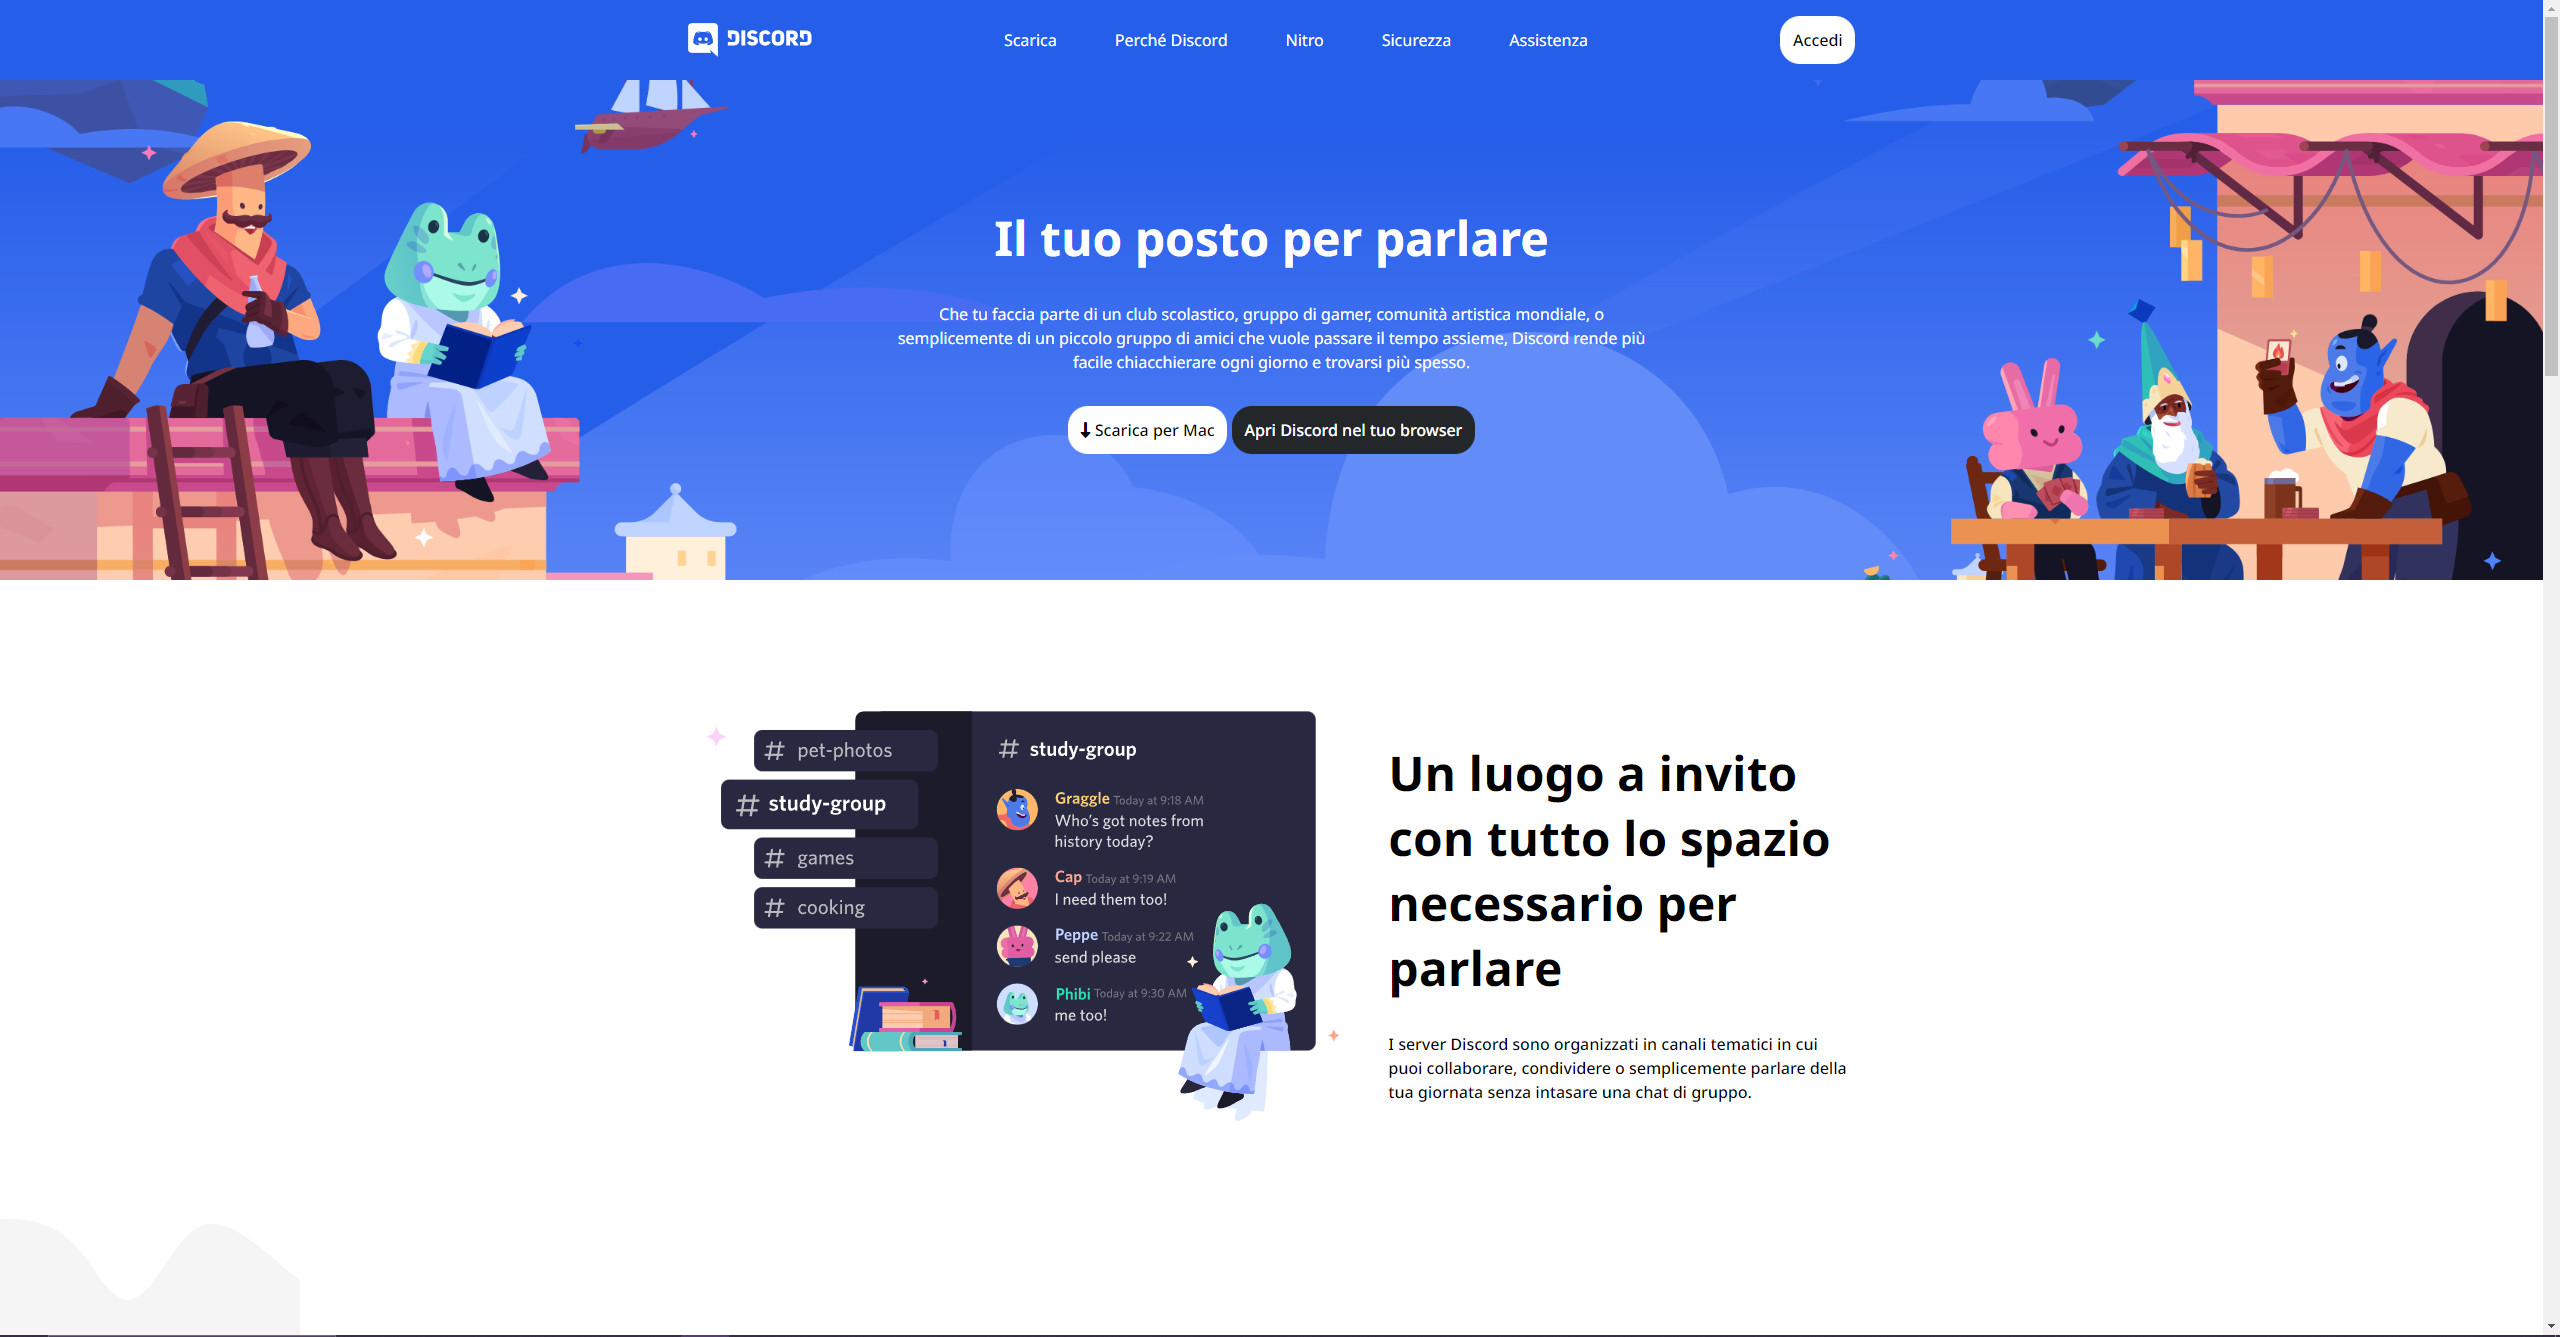 DISCORD
Scarica
Perché Discord
Nitro
Sicurezza
Assistenza
Accedi
Il tuo posto per parlare
Che tu faccia parte di un club scolastico, gruppo di gamer, comunità artistica mondiale, o
semplicemente di un piccolo gruppo di amici che vuole passare il tempo assieme, Discord rende più
facile chiacchierare ogni giorno e trovarsi più spesso.
Scarica per Mac
Apri Discord nel tuo browser
# pet-photos
# study-group
# games
# cooking
# study-group
Graggle Today at 9:18 AM
Who's got notes from
history today?
Cap Today at 9:19 AM
I need them too!
Peppe Today at 9:22 AM
send please
Phibi Today at 9:30 AM
me too!
Un luogo a invito
con tutto lo spazio
necessario per
parlare
I server Discord sono organizzati in canali tematici in cui
puoi collaborare, condividere o semplicemente parlare della
tua giornata senza intasare una chat di gruppo.